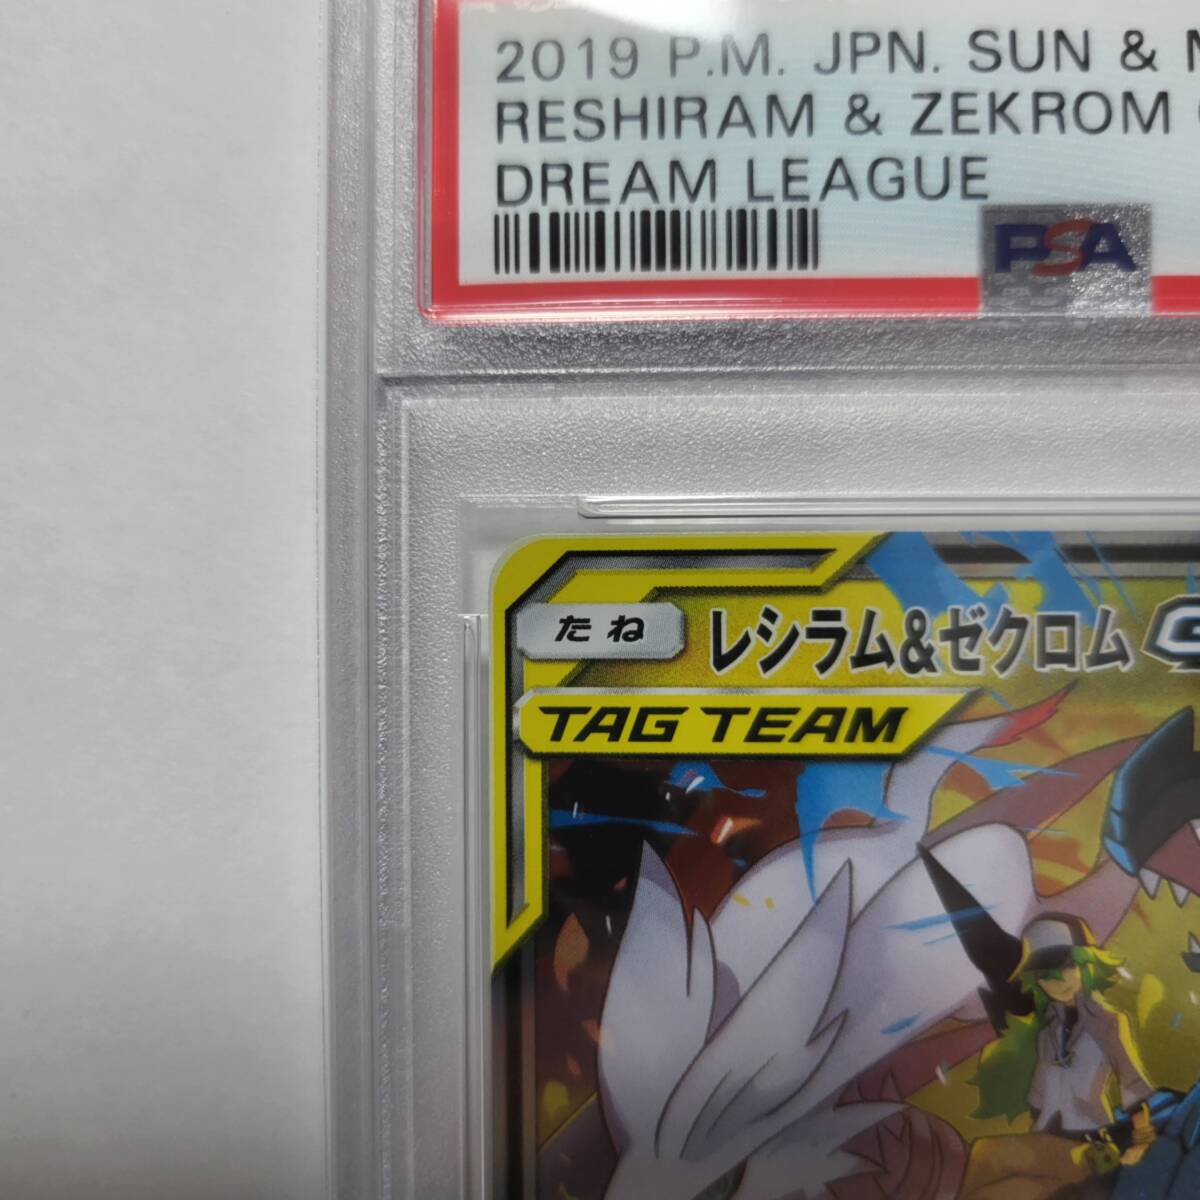 2019 P.M. JPN. SUN &
RESHIRAM & ZEKROM
DREAM LEAGUE
PSA
たね
レシラム&ゼクロム
TAG TEAM